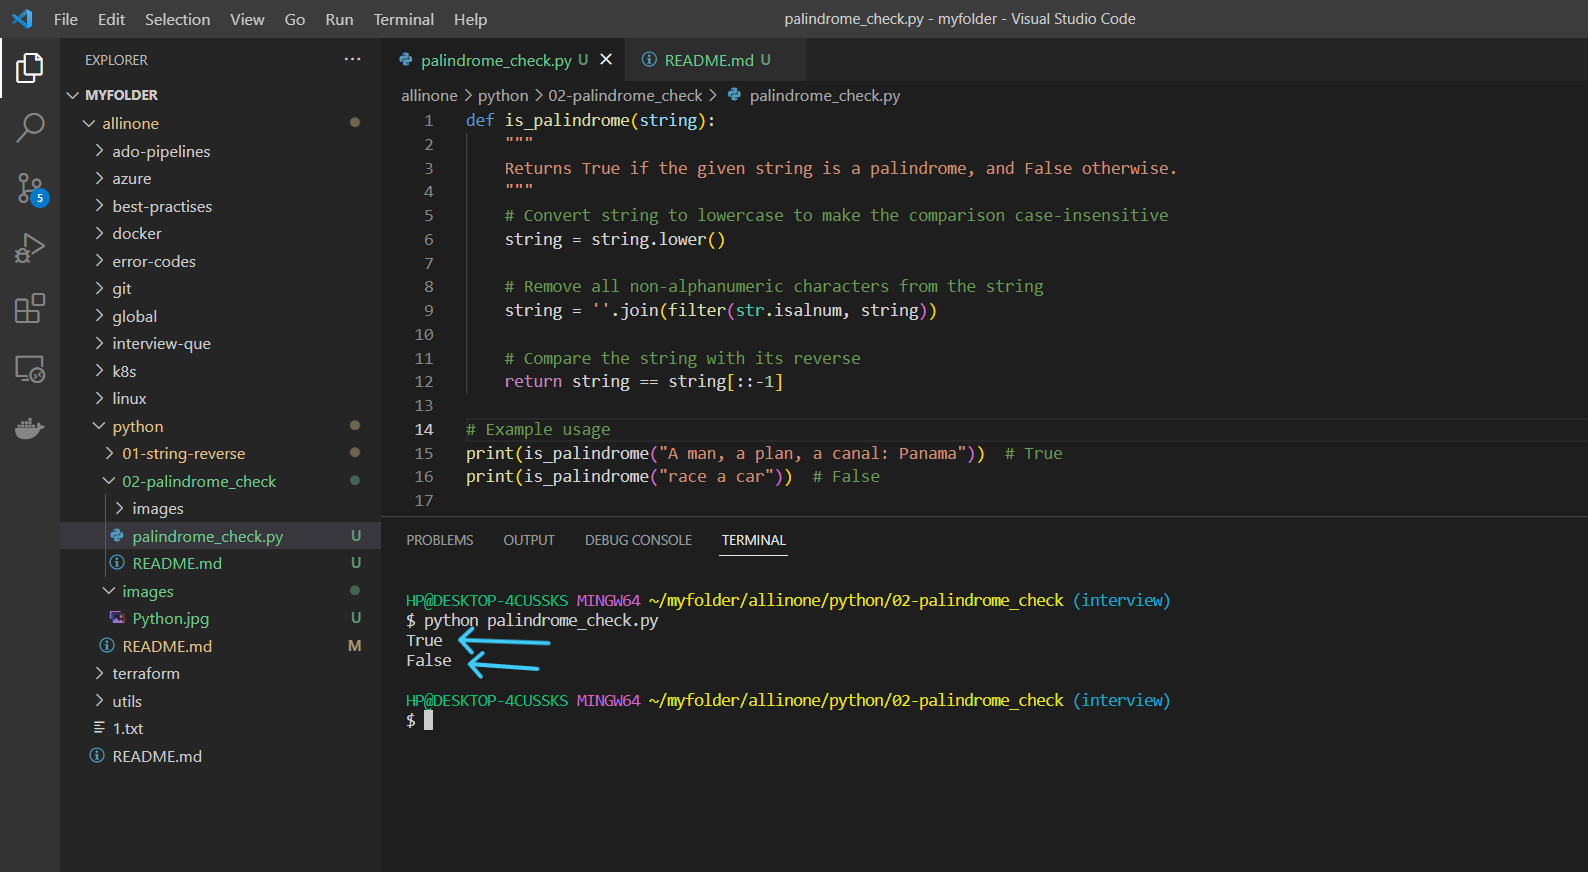 File Edit Selection View Go Run Terminal Help
palindrome_check.py - myfolder - Visual Studio Code
5
EXPLORER ···
MYFOLDER
allinone
ado-pipelines
azure
best-practises
docker
error-codes
git
global
interview-que
k8s
linux
python
01-string-reverse
02-palindrome_check
images
palindrome_check.py U
README.md U
images
Python.jpg U
README.md M
terraform
utils
1.txt
README.md
palindrome_check.py U
README.md U
allinone > python > 02-palindrome_check > palindrome_check.py
1 def is_palindrome(string):
2 """
3 Returns True if the given string is a palindrome, and False otherwise.
4 """
5 # Convert string to lowercase to make the comparison case-insensitive
6 string = string.lower()
7
8 # Remove all non-alphanumeric characters from the string
9 string = ''.join(filter(str.isalnum, string))
10
11 # Compare the string with its reverse
12 return string == string[::-1]
13
14 # Example usage
15 print(is_palindrome("A man, a plan, a canal: Panama")) # True
16 print(is_palindrome("race a car")) # False
17
PROBLEMS OUTPUT DEBUG CONSOLE TERMINAL
HP@DESKTOP-4CUSSKS MINGW64 ~/myfolder/allinone/python/02-palindrome_check (interview)
$ python palindrome_check.py
True
False
HP@DESKTOP-4CUSSKS MINGW64 ~/myfolder/allinone/python/02-palindrome_check (interview)
$